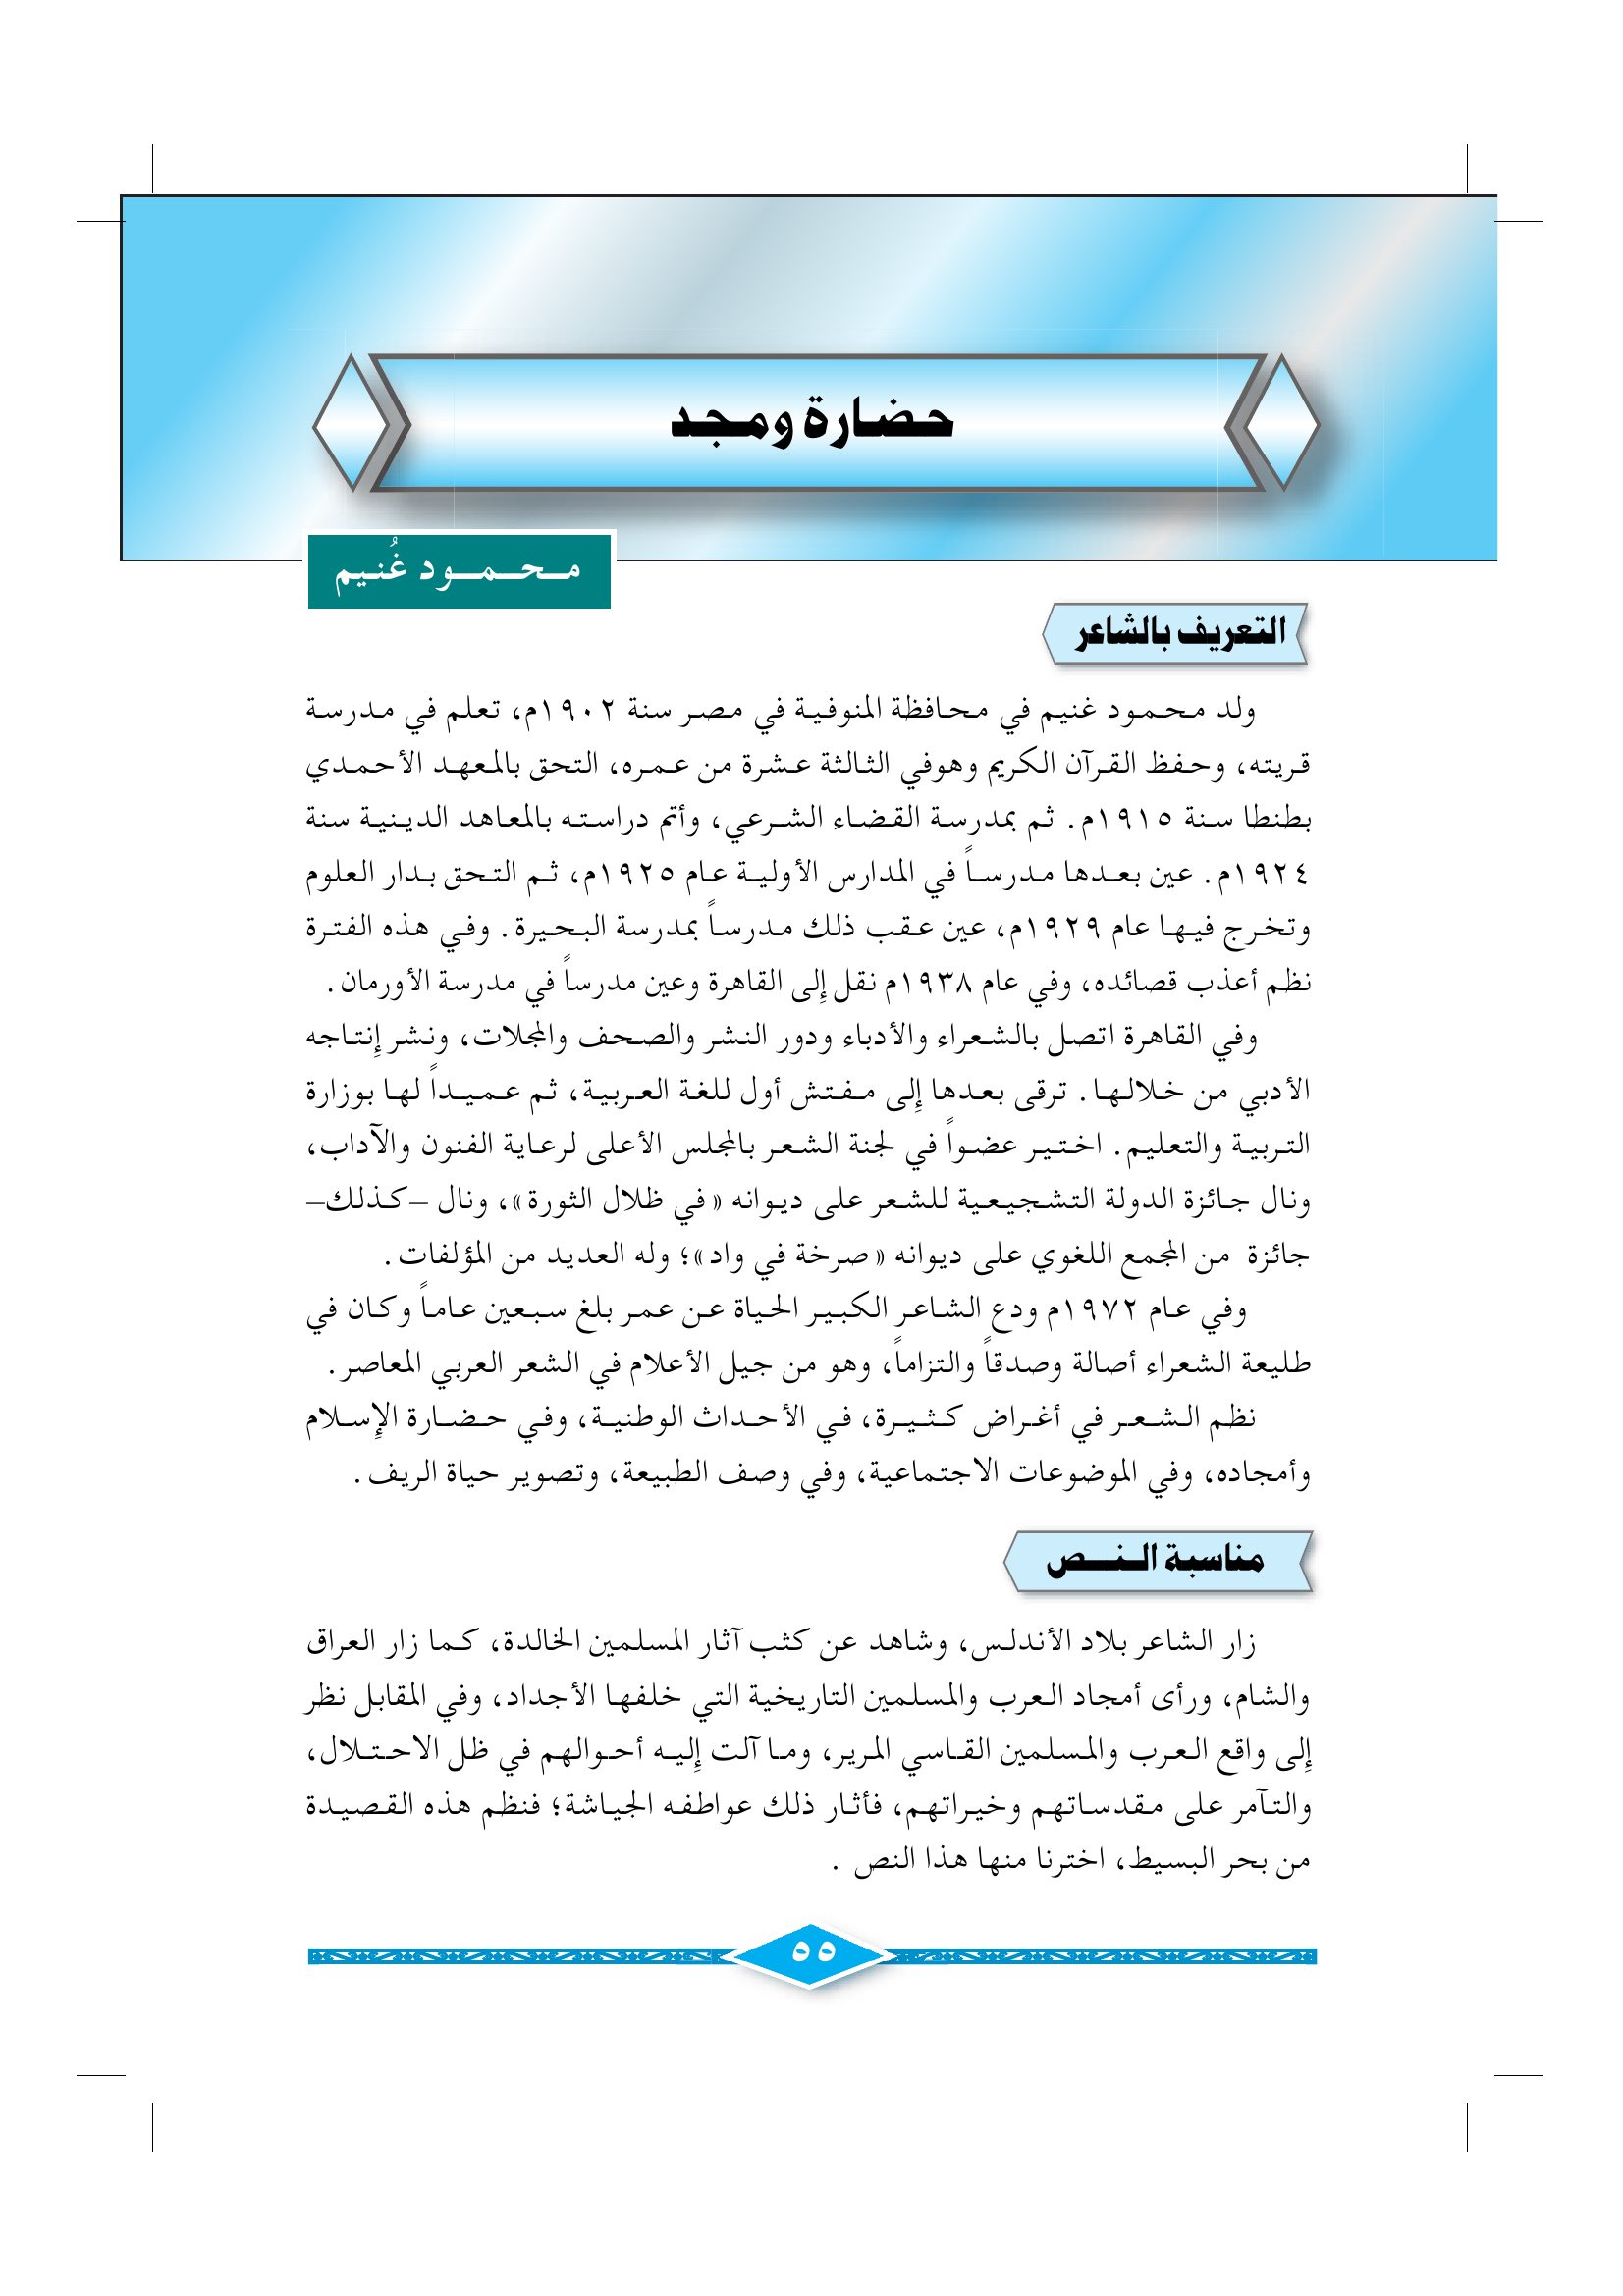 حضارة ومجد
محمود غُنيم
التعريف بالشاعر
ولد محمود غنيم في محافظة المنوفية في مصر سنة ١٩٠٢م، تعلم في مدرسة
قريته، وحفظ القرآن الكريم وهوفي الثالثة عشرة من عمره، التحق بالمعهد الأحمدي
بطنطا سنة ١٩١٥م. ثم بمدرسة القضاء الشرعي، وأتم دراسته بالمعاهد الدينية سنة
١٩٢٤م. عين بعدها مدرساً في المدارس الأولية عام ١٩٢٥م، ثم التحق بدار العلوم
وتخرج فيها عام ١٩٢٩م، عين عقب ذلك مدرساً بمدرسة البحيرة. وفي هذه الفترة
نظم أعذب قصائده، وفي عام ١٩٣٨م نقل إِلى القاهرة وعين مدرساً في مدرسة الأورمان.
وفي القاهرة اتصل بالشعراء والأدباء ودور النشر والصحف والمجلات، ونشر إِنتاجه
الأدبي من خلالها. ترقى بعدها إِلى مفتش أول للغة العربية، ثم عميداً لها بوزارة
التربية والتعليم. اختير عضواً في لجنة الشعر بالمجلس الأعلى لرعاية الفنون والآداب،
ونال جائزة الدولة التشجيعية للشعر على ديوانه «في ظلال الثورة»، ونال –كذلك–
جائزة من المجمع اللغوي على ديوانه «صرخة في واد»؛ وله العديد من المؤلفات.
وفي عام ١٩٧٢م ودع الشاعر الكبير الحياة عن عمر بلغ سبعين عاماً وكان في
طليعة الشعراء أصالة وصدقاً والتزاماً، وهو من جيل الأعلام في الشعر العربي المعاصر.
نظم الشعر في أغراض كثيرة، في الأحداث الوطنية، وفي حضارة الإِسلام
وأمجاده، وفي الموضوعات الاجتماعية، وفي وصف الطبيعة، وتصوير حياة الريف.
مناسبة النص
زار الشاعر بلاد الأندلس، وشاهد عن كثب آثار المسلمين الخالدة، كما زار العراق
والشام، ورأى أمجاد العرب والمسلمين التاريخية التي خلفها الأجداد، وفي المقابل نظر
إِلى واقع العرب والمسلمين القاسي المرير، وما آلت إِليه أحوالهم في ظل الاحتلال،
والتآمر على مقدساتهم وخيراتهم، فأثار ذلك عواطفه الجياشة؛ فنظم هذه القصيدة
من بحر البسيط، اخترنا منها هذا النص .
٥٥